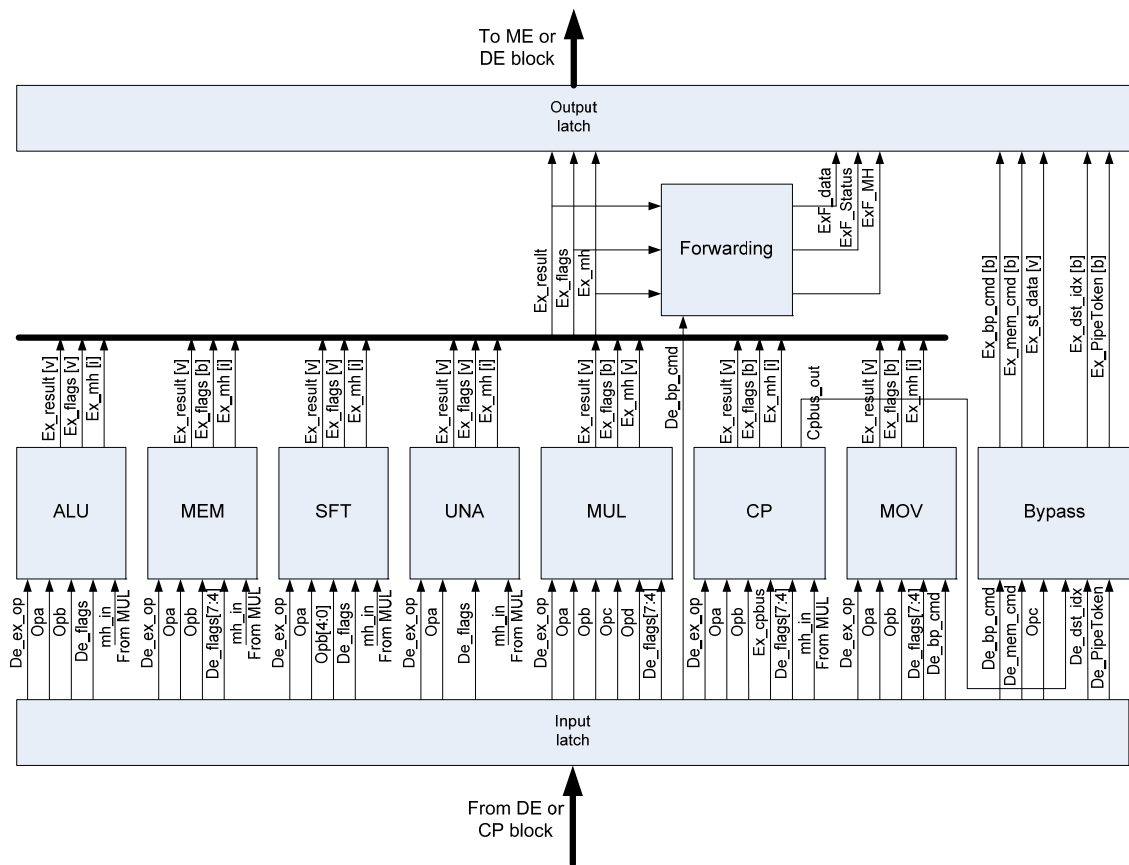 To ME or
DE block
Output
latch
Ex_result
Ex_flags
Ex_mh
Forwarding
ExF_data
ExF_Status
ExF_MH
Ex_bp_cmd [b]
Ex_mem_cmd [b]
Ex_st_data [v]
Ex_dst_idx [b]
Ex_PipeToken [b]
Ex_result [v]
Ex_flags [v]
Ex_mh [i]
Ex_result [v]
Ex_flags [b]
Ex_mh [i]
Ex_result [v]
Ex_flags [v]
Ex_mh [i]
Ex_result [v]
Ex_flags [v]
Ex_mh [i]
Ex_result [v]
Ex_flags [b]
Ex_mh [v]
De_bp_cmd
Ex_result [v]
Ex_flags [b]
Ex_mh [i]
Cpbus_out
Ex_result [v]
Ex_flags [b]
Ex_mh [i]
ALU
MEM
SFT
UNA
MUL
CP
MOV
Bypass
De_ex_op
Opa
Opb
De_flags
mh_in
From MUL
De_ex_op
Opa
Opb
De_flags[7:4]
mh_in
From MUL
De_ex_op
Opa
Opb[4:0]
De_flags
mh_in
From MUL
De_ex_op
Opa
De_flags
mh_in
From MUL
De_ex_op
Opa
Opb
Opc
Opd
De_flags[7:4]
De_ex_op
Opa
Opb
Ex_cpbus
De_flags[7:4]
mh_in
From MUL
De_ex_op
Opa
Opb
De_flags[7:4]
De_bp_cmd
De_bp_cmd
De_mem_cmd
Opc
De_dst_idx
De_PipeToken
Input
latch
From DE or
CP block